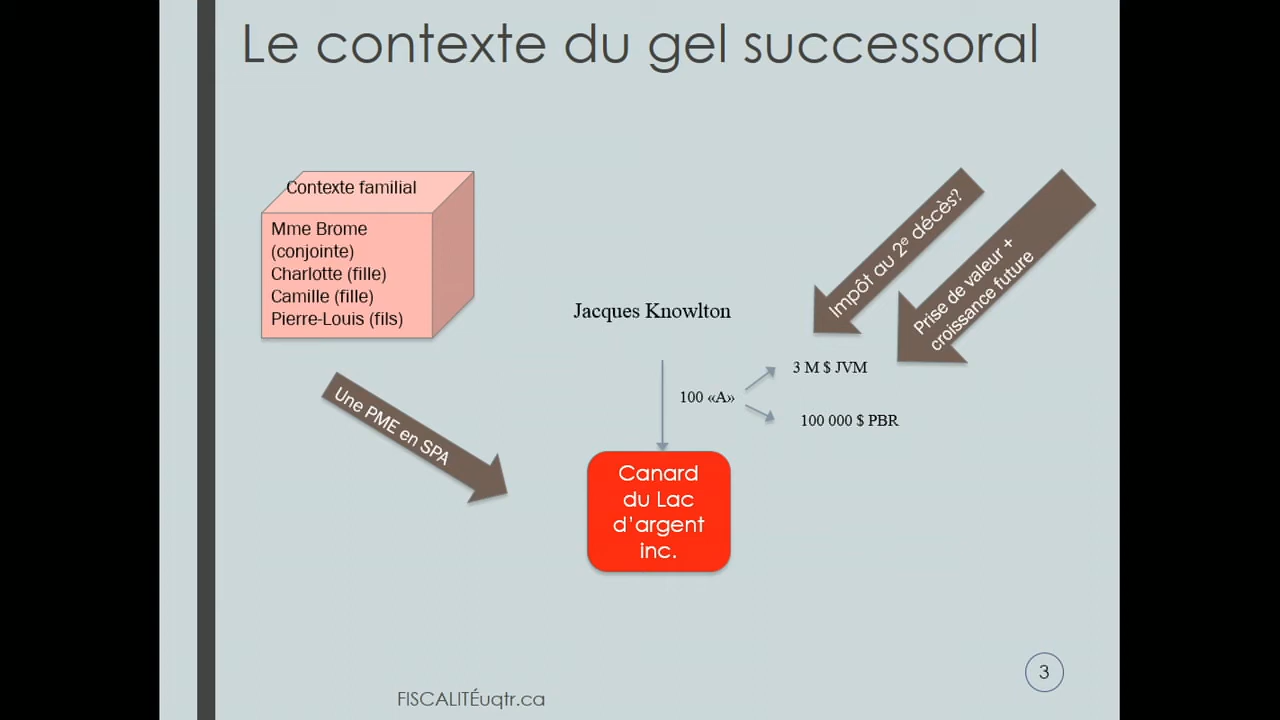 Le contexte du gel successoral
Contexte familial
Mme Brome
(conjointe)
Charlotte (fille)
Camille (fille)
Pierre-Louis (fils)
Impôt au 2e décès?
Prise de valeur +
croissance future
Jacques Knowlton
3 M $ JVM
100 «A»
100 000 $ PBR
Une PME en SPA
Canard
du Lac
d'argent
inc.
3
FISCALITÉuqtr.ca